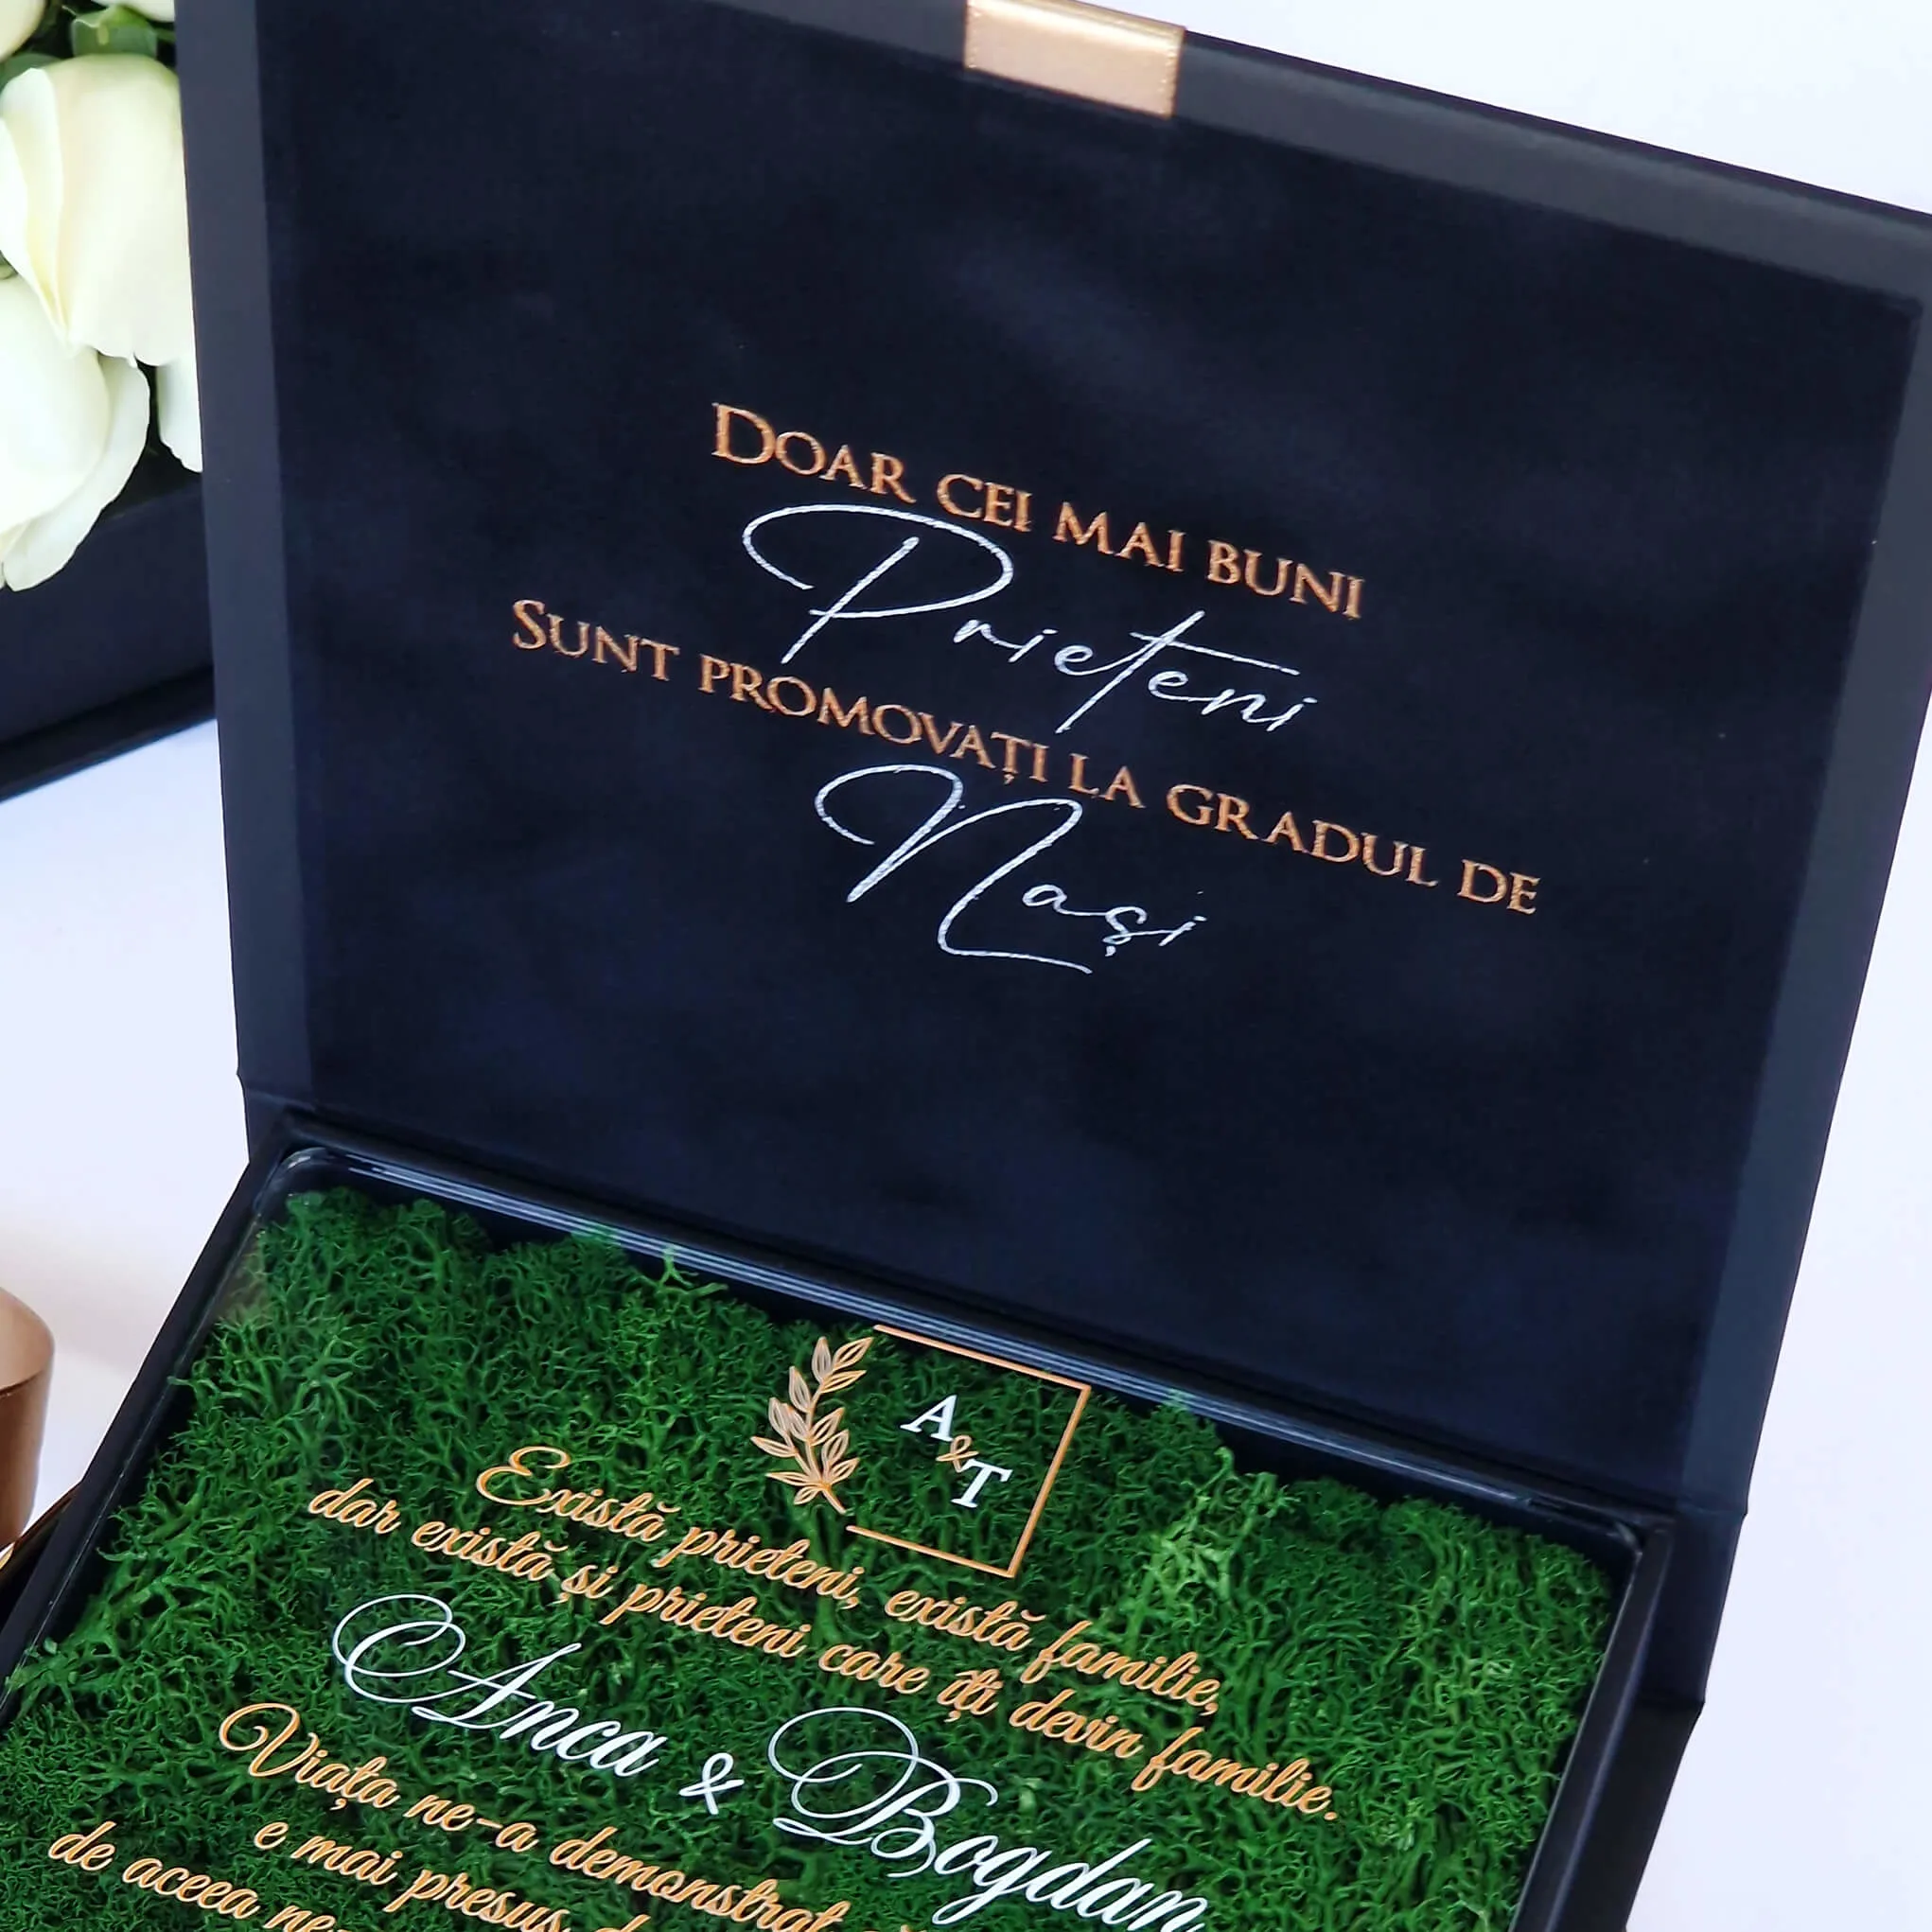 DOAR CEI MAI BUNI
Prieteni
SUNT PROMOVAȚI LA GRADUL DE
Nași
A
&
T
Există prieteni, există familie,
dar există și prieteni care îți devin familie.
Anca & Bogdan
Viața ne-a demonstrat
e mai presus
de aceea